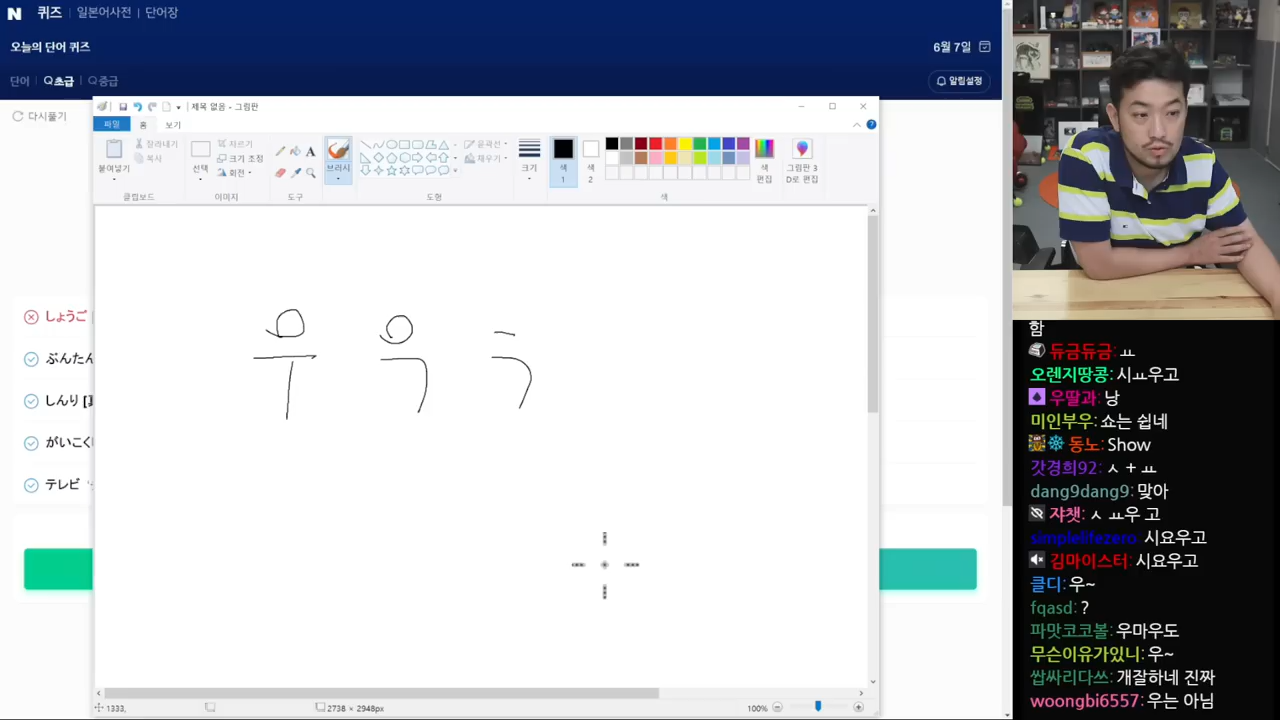 N 퀴즈 일본어사전 단어장
오늘의 단어 퀴즈
6월 7일
단어 초급 중급
알림설정
다시풀기
제목 없음 - 그림판
파일 홈 보기
붙여넣기
잘라내기
복사
클립보드
선택
자르기
크기 조정
회전
이미지
A
도구
브러시
윤곽선
채우기
도형
크기
색 1
색 2
색 편집
색
그림판 3D로 편집
しょうご
ぶんたん
しんり
がいこく
テレビ
우 우 う
1333,
2738 × 2948px
100%
함
듀금듀금: ㅛ
오렌지땅콩: 시ㅛ우고
우딸과: 낭
미인부우: 쇼는 쉽네
동노: Show
갓경희92: ㅅ + ㅛ
dang9dang9: 맞아
쟈챗: ㅅ ㅛ우 고
simplelifezero: 시요우고
김마이스터: 시요우고
클디: 우~
fqasd: ?
파맛코코볼: 우마우도
무슨이유가있니: 우~
쌉싸리다쓰: 개잘하네 진짜
woongbi6557: 우는 아님